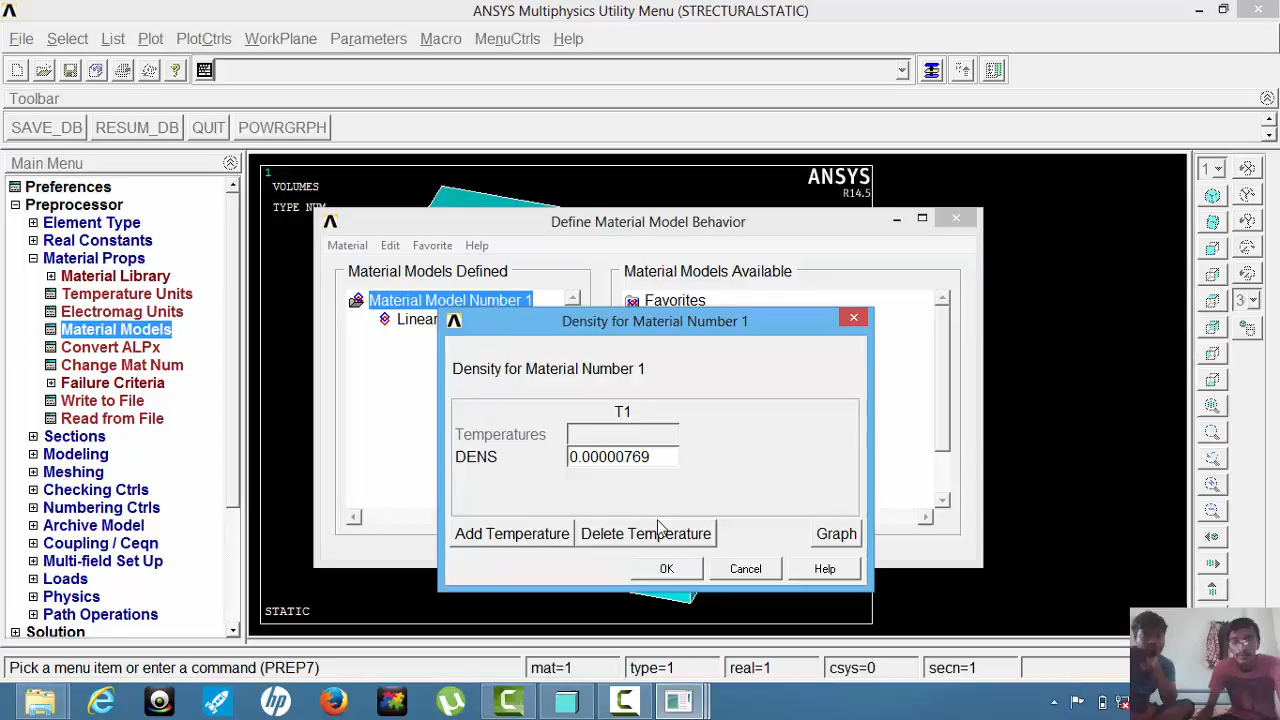 ANSYS Multiphysics Utility Menu (STRECTURALSTATIC)
File Select List Plot PlotCtrls WorkPlane Parameters Macro MenuCtrls Help
Toolbar
SAVE_DB RESUM_DB QUIT POWRGRPH
Main Menu
Preferences
Preprocessor
Element Type
Real Constants
Material Props
Material Library
Temperature Units
Electromag Units
Material Models
Convert ALPx
Change Mat Num
Failure Criteria
Write to File
Read from File
Sections
Modeling
Meshing
Checking Ctrls
Numbering Ctrls
Archive Model
Coupling / Ceqn
Multi-field Set Up
Loads
Physics
Path Operations
Solution
1
VOLUMES
TYPE NUM
ANSYS
R14.5
STATIC
Define Material Model Behavior
Material Edit Favorite Help
Material Models Defined
Material Models Available
Material Model Number 1
Linear
Favorites
Density for Material Number 1
Density for Material Number 1
T1
Temperatures
DENS 0.00000769
Add Temperature Delete Temperature Graph
OK Cancel Help
1
3
Pick a menu item or enter a command (PREP7) mat=1 type=1 real=1 csys=0 secn=1